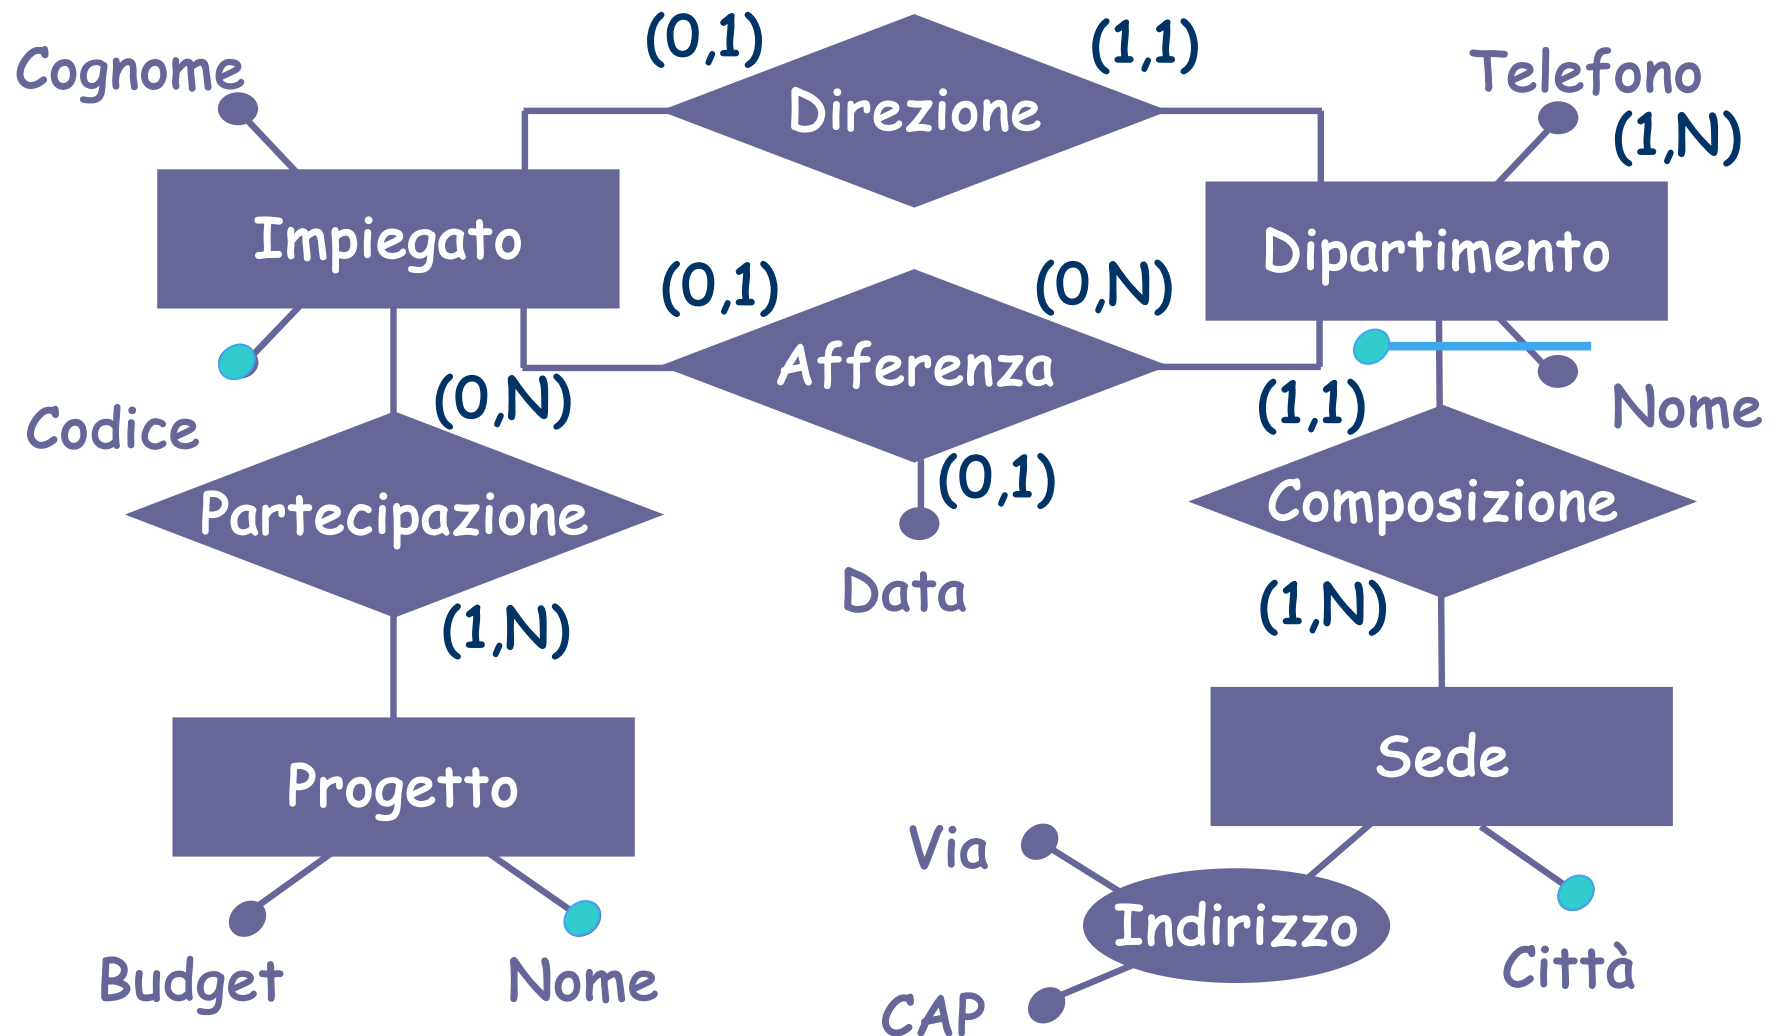 (0,1)
(1,1)
Cognome
Direzione
Telefono
(1,N)
Impiegato
Dipartimento
(0,1)
(0,N)
Afferenza
Codice
(0,N)
(1,1)
Nome
(0,1)
Partecipazione
Composizione
Data
(1,N)
(1,N)
Progetto
Sede
Via
Indirizzo
Budget
Nome
Città
CAP